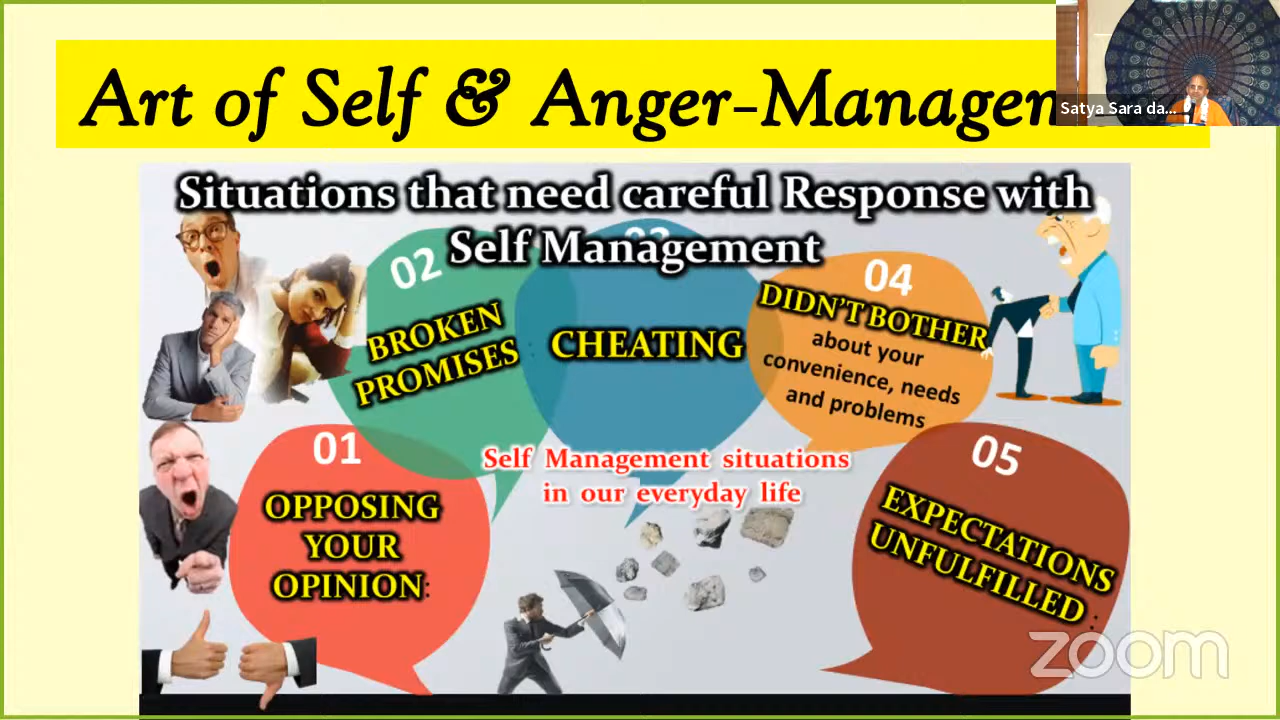 Art of Self & Anger-Managem
Satya Sara da...
Situations that need careful Response with
Self Management
01
OPPOSING
YOUR
OPINION:
02
BROKEN
PROMISES :
03
CHEATING
04
DIDN'T BOTHER
about your
convenience, needs
and problems
05
EXPECTATIONS
UNFULFILLED :
Self Management situations
in our everyday life
zoom